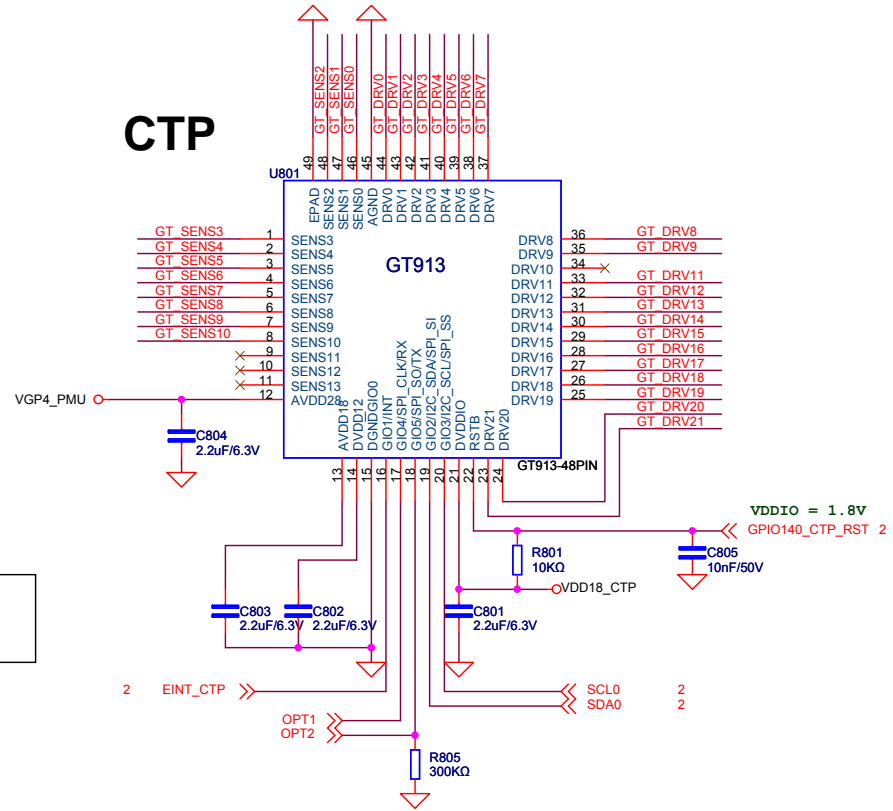 CTP
GT_SENS2
GT_SENS1
GT_SENS0
GT_DRV0
GT_DRV1
GT_DRV2
GT_DRV3
GT_DRV4
GT_DRV5
GT_DRV6
GT_DRV7
49
48
47
46
45
44
43
42
41
40
39
38
37
U801
EPAD
SENS2
SENS1
SENS0
AGND
DRV0
DRV1
DRV2
DRV3
DRV4
DRV5
DRV6
DRV7
GT913
GT_SENS3 1 SENS3
GT_SENS4 2 SENS4
GT_SENS5 3 SENS5
GT_SENS6 4 SENS6
GT_SENS7 5 SENS7
GT_SENS8 6 SENS8
GT_SENS9 7 SENS9
GT_SENS10 8 SENS10
9 SENS11
10 SENS12
11 SENS13
VGP4_PMU 12 AVDD28
DRV8 36 GT_DRV8
DRV9 35 GT_DRV9
DRV10 34
DRV11 33 GT_DRV11
DRV12 32 GT_DRV12
DRV13 31 GT_DRV13
DRV14 30 GT_DRV14
DRV15 29 GT_DRV15
DRV16 28 GT_DRV16
DRV17 27 GT_DRV17
DRV18 26 GT_DRV18
DRV19 25 GT_DRV19
GT_DRV20
GT_DRV21
AVDD18
DVDD12
DGNDGIO0
GIO1/INT
GIO4/SPI_CLK/RX
GIO5/SPI_SO/TX
GIO2/I2C_SDA/SPI_SI
GIO3/I2C_SCL/SPI_SS
DVDDIO
RSTB
DRV21
DRV20
13
14
15
16
17
18
19
20
21
22
23
24
GT913-48PIN
C804
2.2uF/6.3V
VDDIO = 1.8V
GPIO140_CTP_RST 2
R801
10KΩ
C805
10nF/50V
VDD18_CTP
C803
2.2uF/6.3V
C802
2.2uF/6.3V
C801
2.2uF/6.3V
2 EINT_CTP
SCL0 2
SDA0 2
OPT1
OPT2
R805
300KΩ